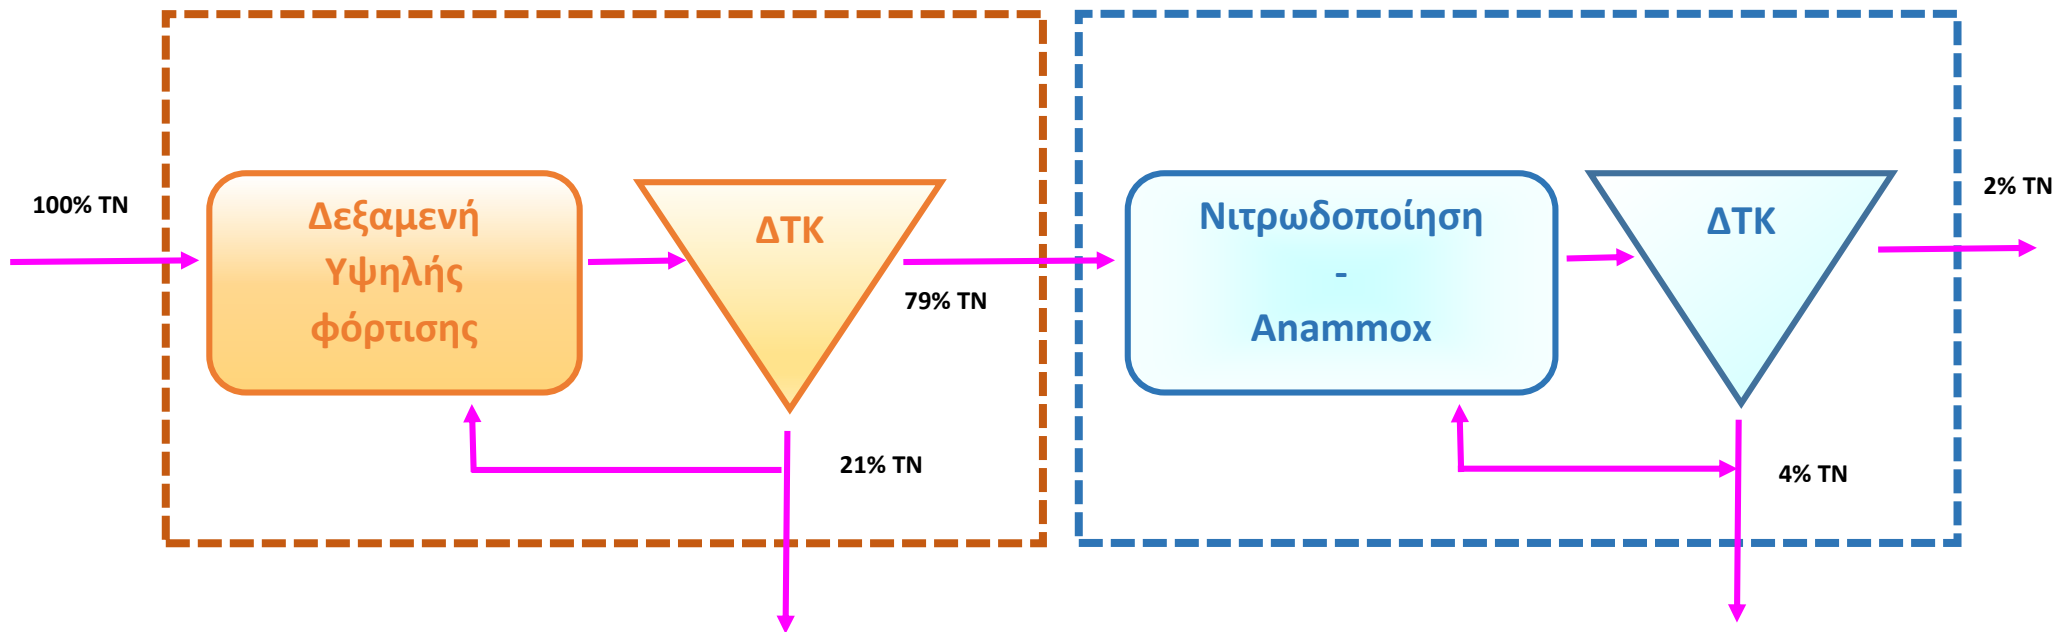 100% TN
Δεξαμενή
Υψηλής
φόρτισης
ΔΤΚ
79% TN
21% TN
Νιτρωδοποίηση
-
Anammox
ΔΤΚ
2% TN
4% TN